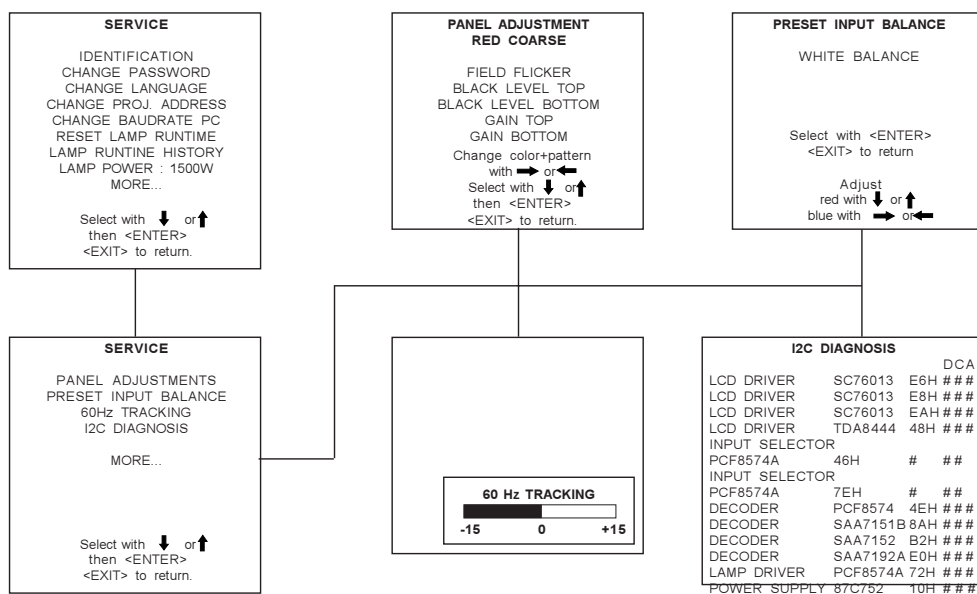 SERVICE
IDENTIFICATION
CHANGE PASSWORD
CHANGE LANGUAGE
CHANGE PROJ. ADDRESS
CHANGE BAUDRATE PC
RESET LAMP RUNTIME
LAMP RUNTINE HISTORY
LAMP POWER : 1500W
MORE...
Select with ⬇ or ⬆
then <ENTER>
<EXIT> to return.
PANEL ADJUSTMENT
RED COARSE
FIELD FLICKER
BLACK LEVEL TOP
BLACK LEVEL BOTTOM
GAIN TOP
GAIN BOTTOM
Change color+pattern
with ➡ or ⬅
Select with ⬇ or ⬆
then <ENTER>
<EXIT> to return.
PRESET INPUT BALANCE
WHITE BALANCE
Select with <ENTER>
<EXIT> to return
Adjust
red with ⬇ or ⬆
blue with ➡ or ⬅
SERVICE
PANEL ADJUSTMENTS
PRESET INPUT BALANCE
60Hz TRACKING
I2C DIAGNOSIS
MORE...
Select with ⬇ or ⬆
then <ENTER>
<EXIT> to return.
60 Hz TRACKING
-15 0 +15
I2C DIAGNOSIS
DCA
LCD DRIVER SC76013 E6H ###
LCD DRIVER SC76013 E8H ###
LCD DRIVER SC76013 EAH ###
LCD DRIVER TDA8444 48H ###
INPUT SELECTOR
PCF8574A 46H # ##
INPUT SELECTOR
PCF8574A 7EH # ##
DECODER PCF8574 4EH ###
DECODER SAA7151B 8AH ###
DECODER SAA7152 B2H ###
DECODER SAA7192A E0H ###
LAMP DRIVER PCF8574A 72H ###
POWER SUPPLY 87C752 10H ###